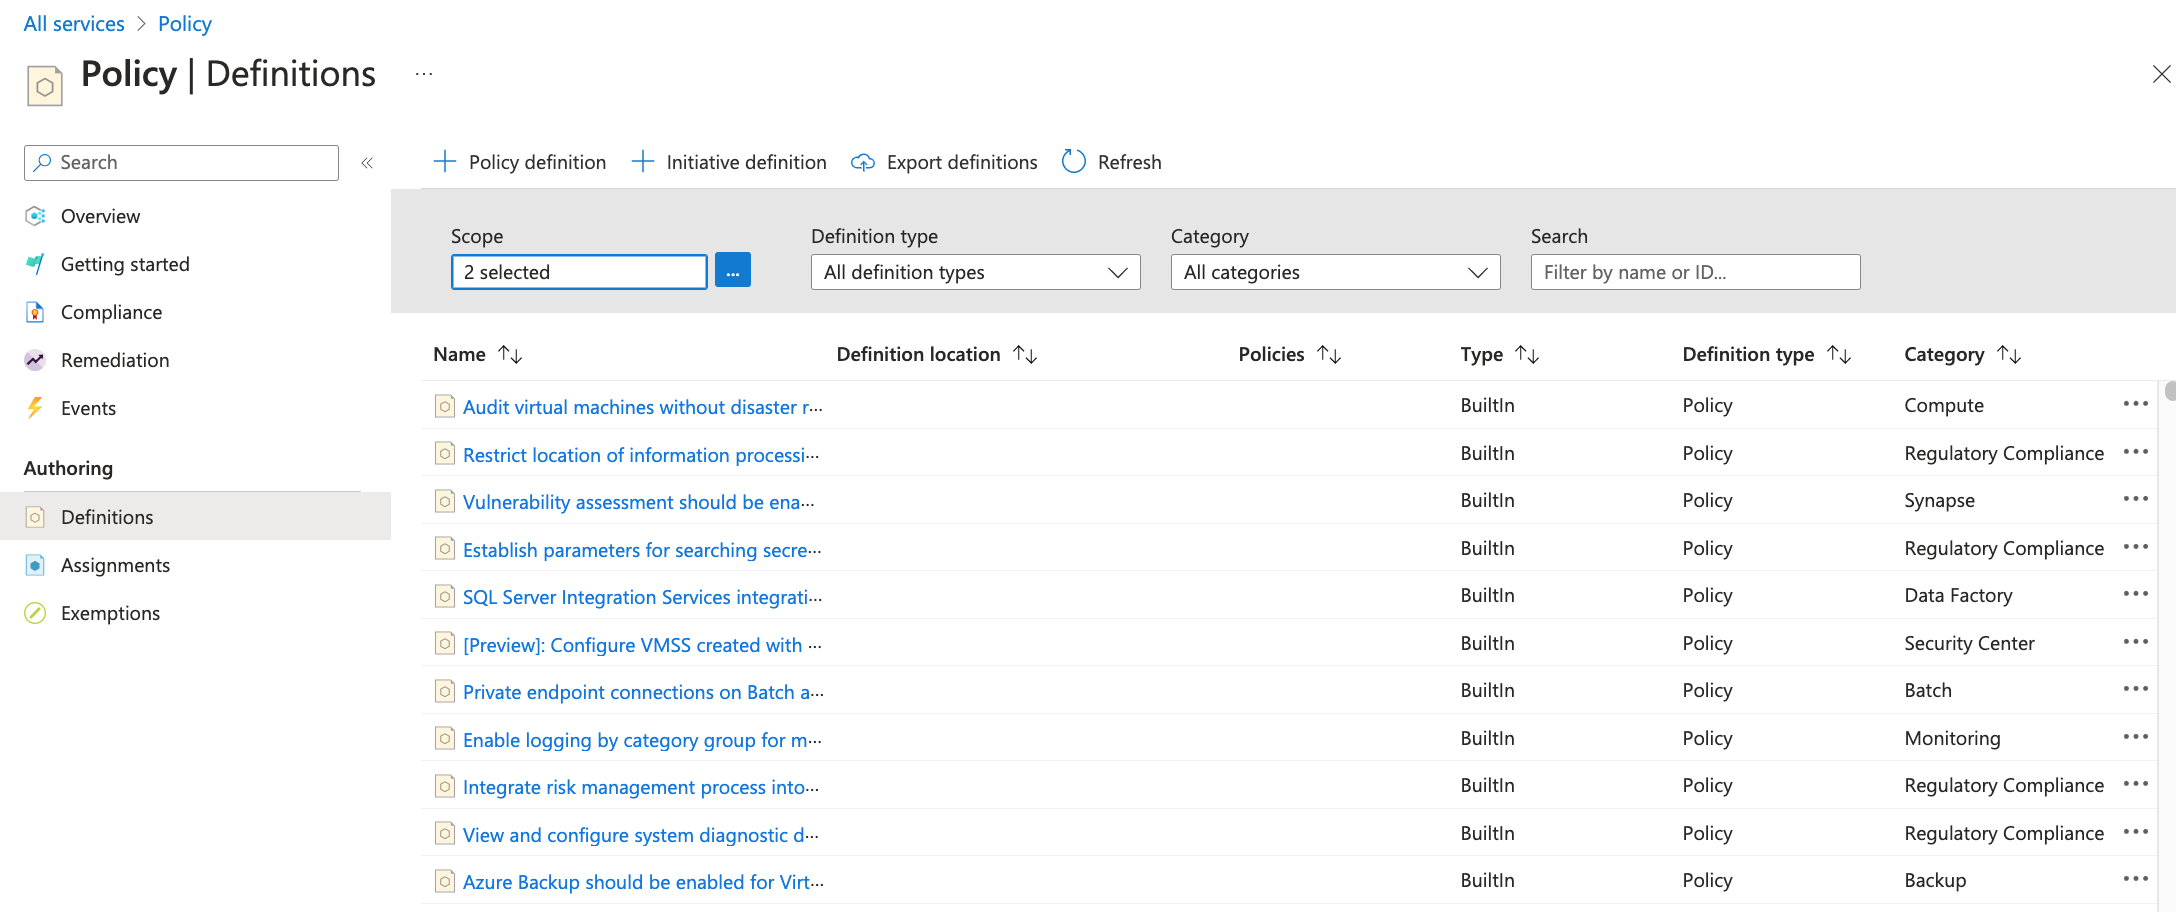 All services > Policy
Policy | Definitions ...
Search «
Overview
Getting started
Compliance
Remediation
Events
Authoring
Definitions
Assignments
Exemptions
+ Policy definition + Initiative definition Export definitions Refresh
Scope Definition type Category Search
2 selected ... All definition types All categories Filter by name or ID...
Name ↑↓ Definition location ↑↓ Policies ↑↓ Type ↑↓ Definition type ↑↓ Category ↑↓
Audit virtual machines without disaster r... BuiltIn Policy Compute •••
Restrict location of information processi... BuiltIn Policy Regulatory Compliance •••
Vulnerability assessment should be ena... BuiltIn Policy Synapse •••
Establish parameters for searching secre... BuiltIn Policy Regulatory Compliance •••
SQL Server Integration Services integrati... BuiltIn Policy Data Factory •••
[Preview]: Configure VMSS created with ... BuiltIn Policy Security Center •••
Private endpoint connections on Batch a... BuiltIn Policy Batch •••
Enable logging by category group for m... BuiltIn Policy Monitoring •••
Integrate risk management process into... BuiltIn Policy Regulatory Compliance •••
View and configure system diagnostic d... BuiltIn Policy Regulatory Compliance •••
Azure Backup should be enabled for Virt... BuiltIn Policy Backup •••